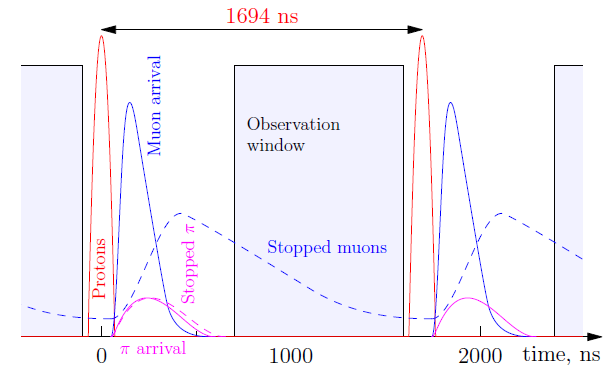 1694 ns
Muon arrival
Observation
window
Protons
Stopped π
Stopped muons
π arrival
0
1000
2000
time, ns